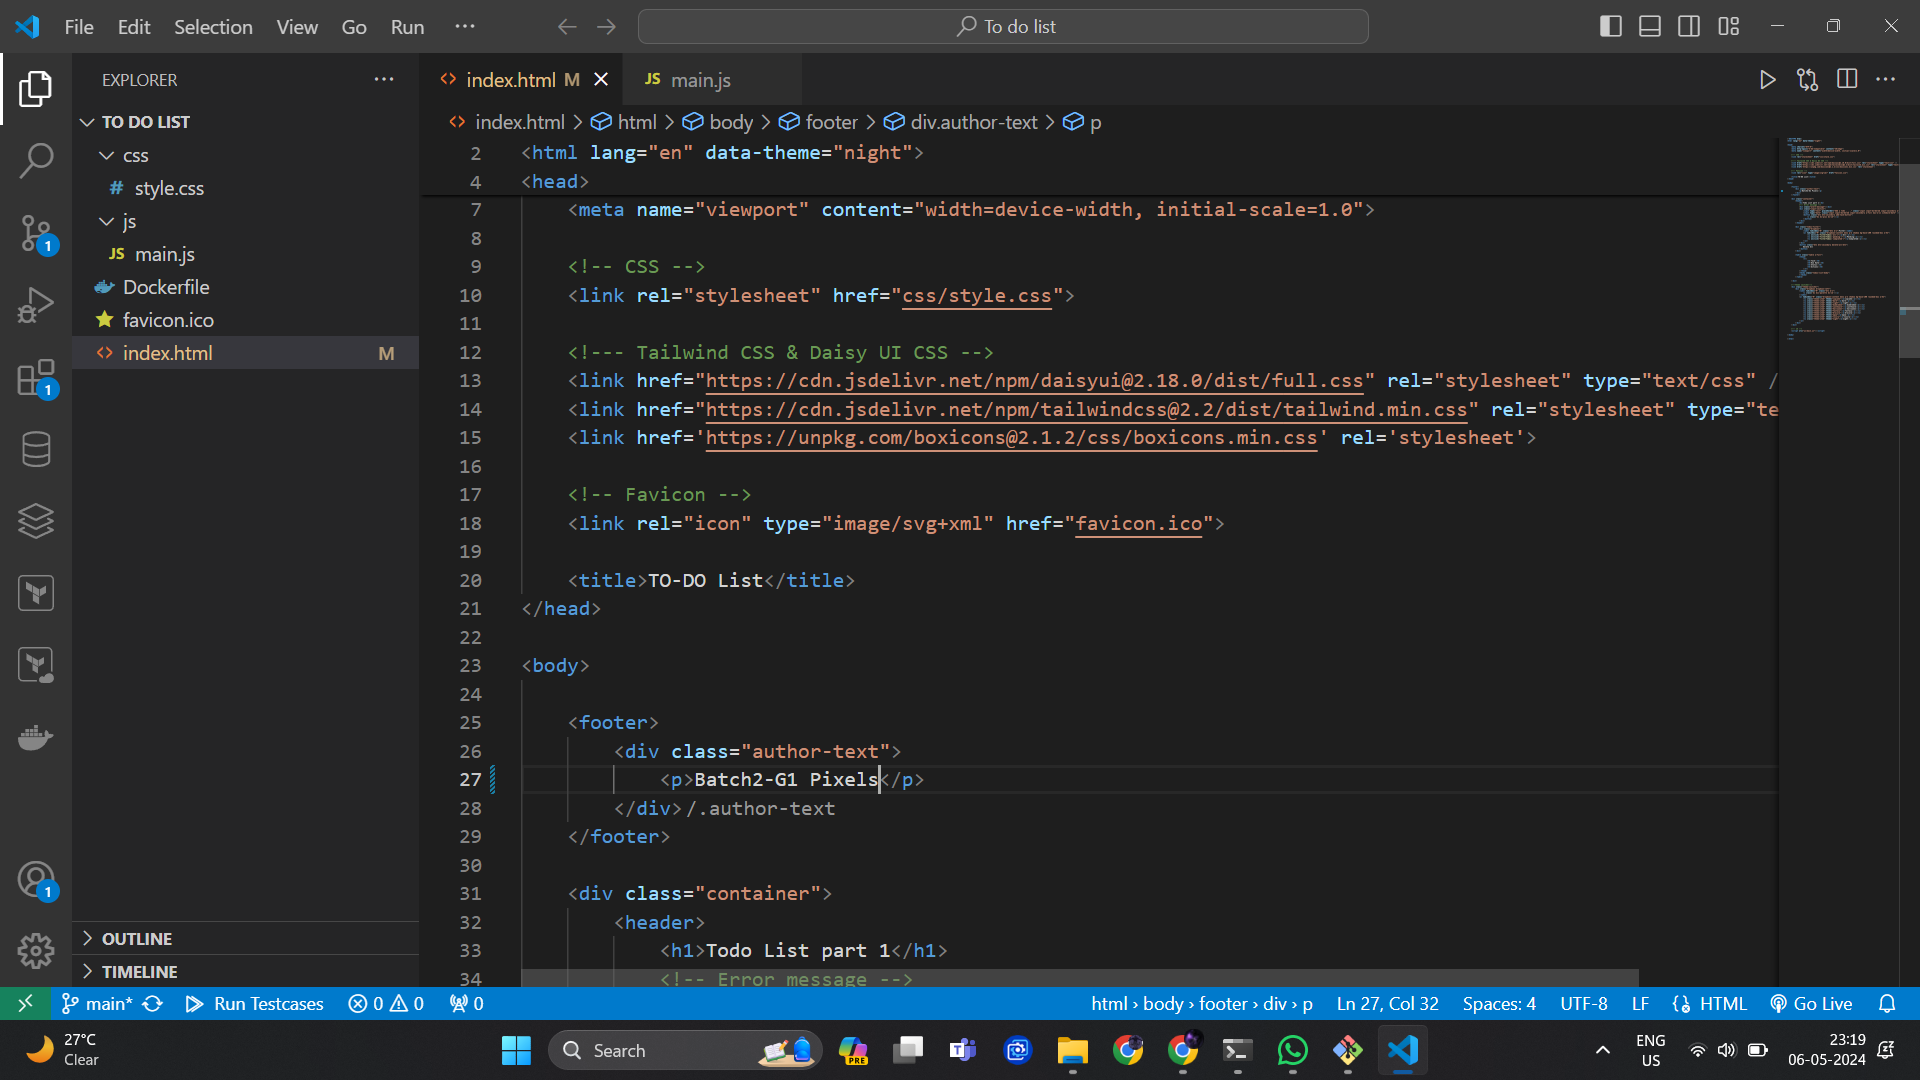 File Edit Selection View Go Run ··· To do list
EXPLORER ···
TO DO LIST
css
# style.css
js
JS main.js
Dockerfile
favicon.ico
<> index.html M
OUTLINE
TIMELINE
1
1
1
<> index.html M JS main.js
<> index.html > html > body > footer > div.author-text > p
2 <html lang="en" data-theme="night">
4 <head>
7 <meta name="viewport" content="width=device-width, initial-scale=1.0">
8
9 <!-- CSS -->
10 <link rel="stylesheet" href="css/style.css">
11
12 <!--- Tailwind CSS & Daisy UI CSS -->
13 <link href="https://cdn.jsdelivr.net/npm/daisyui@2.18.0/dist/full.css" rel="stylesheet" type="text/css" /
14 <link href="https://cdn.jsdelivr.net/npm/tailwindcss@2.2/dist/tailwind.min.css" rel="stylesheet" type="te
15 <link href='https://unpkg.com/boxicons@2.1.2/css/boxicons.min.css' rel='stylesheet'>
16
17 <!-- Favicon -->
18 <link rel="icon" type="image/svg+xml" href="favicon.ico">
19
20 <title>TO-DO List</title>
21 </head>
22
23 <body>
24
25 <footer>
26 <div class="author-text">
27 <p>Batch2-G1 Pixels</p>
28 </div>/.author-text
29 </footer>
30
31 <div class="container">
32 <header>
33 <h1>Todo List part 1</h1>
34 <!-- Error message -->
main* Run Testcases 0 0 0 html › body › footer › div › p Ln 27, Col 32 Spaces: 4 UTF-8 LF HTML Go Live
27°C
Clear
Search
PRE
ENG
US
23:19
06-05-2024